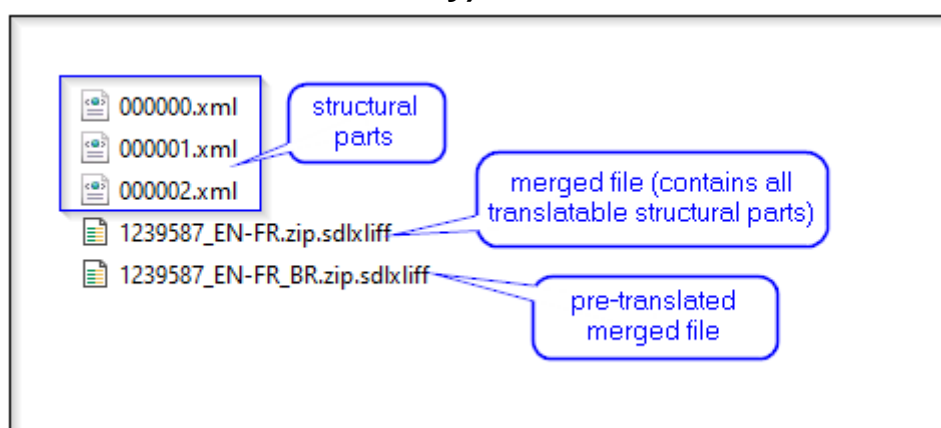 000000.xml
structural
parts
000001.xml
000002.xml
merged file (contains all
translatable structural parts)
1239587_EN-FR.zip.sdlxliff
1239587_EN-FR_BR.zip.sdlxliff
pre-translated
merged file